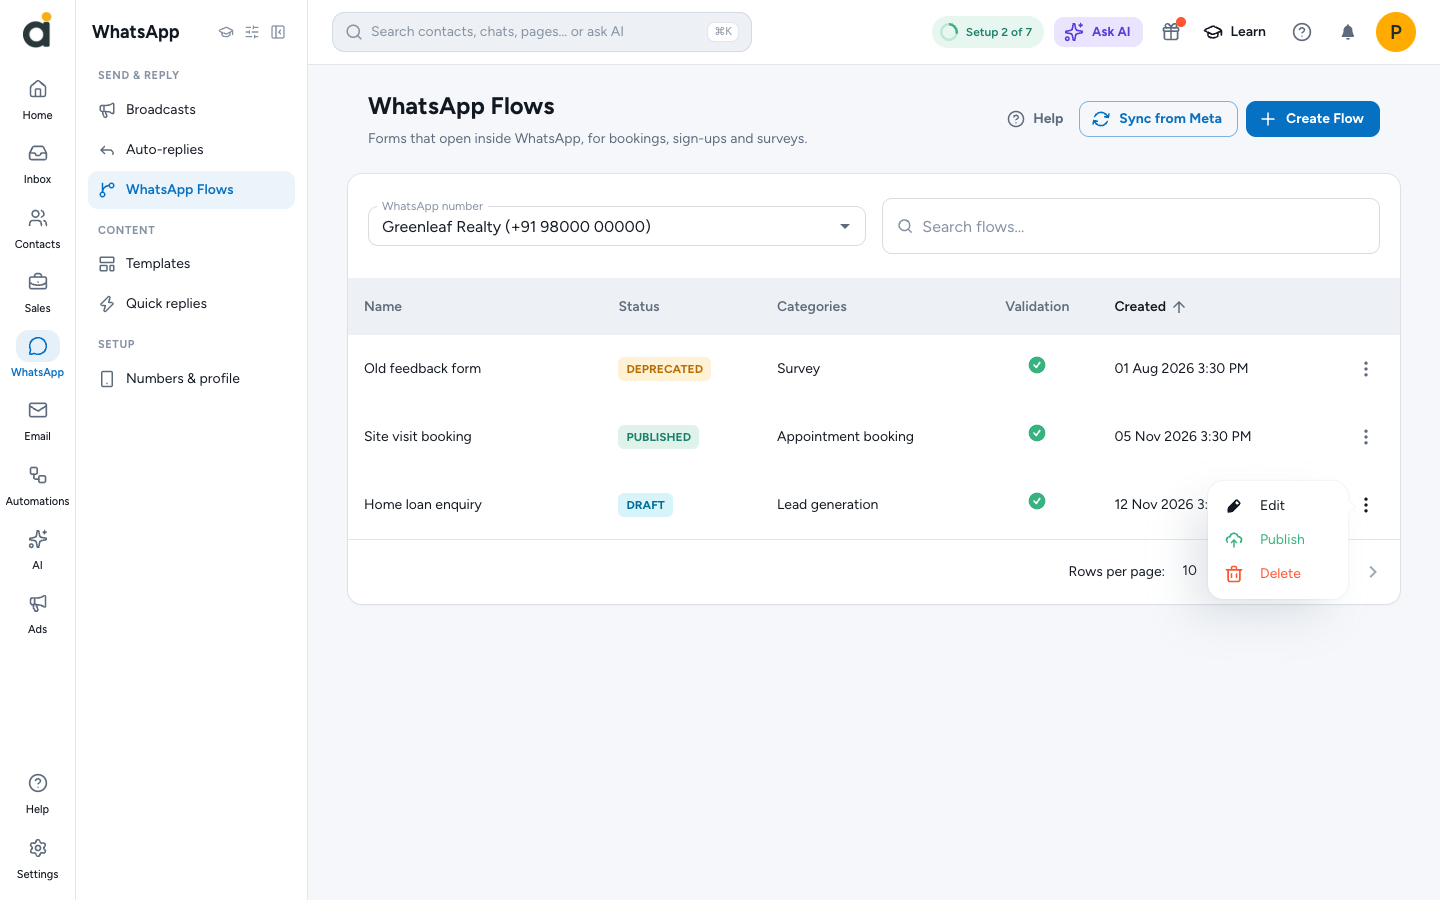 WhatsApp
Search contacts, chats, pages... or ask AI
⌘K
Setup 2 of 7
Ask AI
Learn
P
Home
Inbox
Contacts
Sales
WhatsApp
Email
Automations
AI
Ads
Help
Settings
SEND & REPLY
Broadcasts
Auto-replies
WhatsApp Flows
CONTENT
Templates
Quick replies
SETUP
Numbers & profile
WhatsApp Flows
Forms that open inside WhatsApp, for bookings, sign-ups and surveys.
Help
Sync from Meta
Create Flow
WhatsApp number
Greenleaf Realty (+91 98000 00000)
Search flows...
Name Status Categories Validation Created
Old feedback form DEPRECATED Survey 01 Aug 2026 3:30 PM
Site visit booking PUBLISHED Appointment booking 05 Nov 2026 3:30 PM
Home loan enquiry DRAFT Lead generation 12 Nov 2026 3:
Edit
Publish
Delete
Rows per page: 10